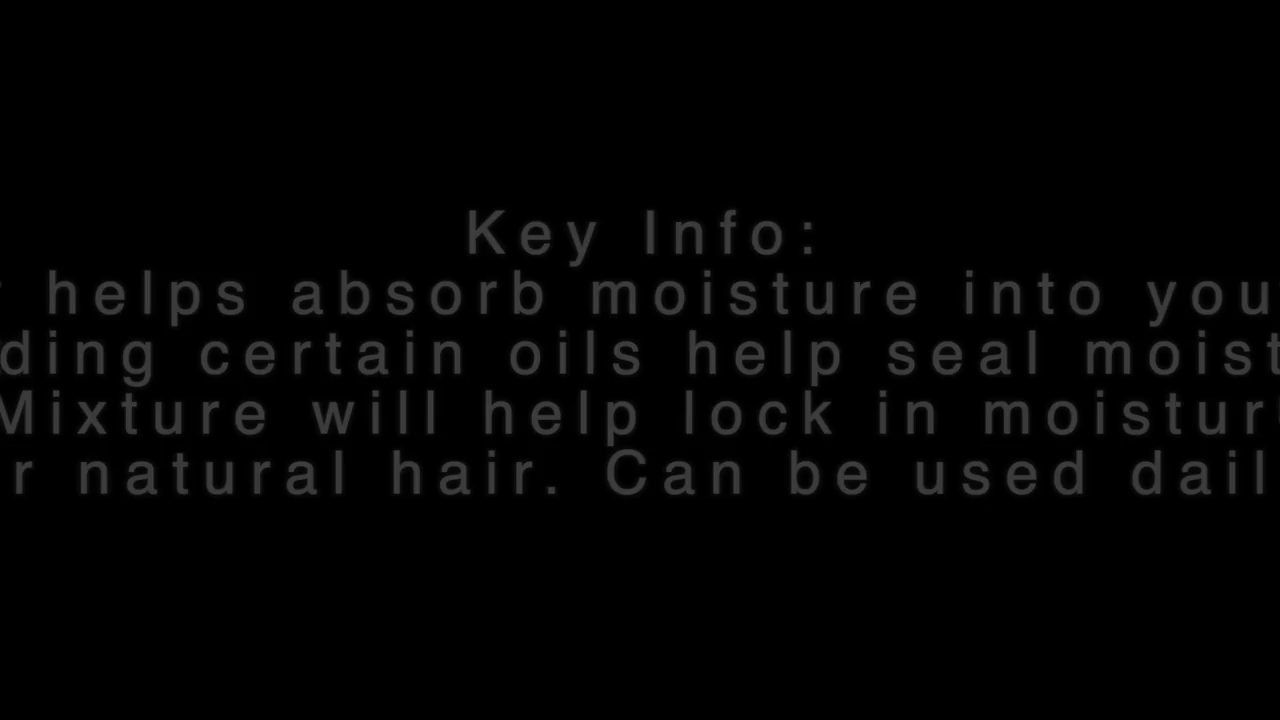 Key Info:
helps absorb moisture into you
ding certain oils help seal moist
Mixture will help lock in moistur
r natural hair. Can be used dail